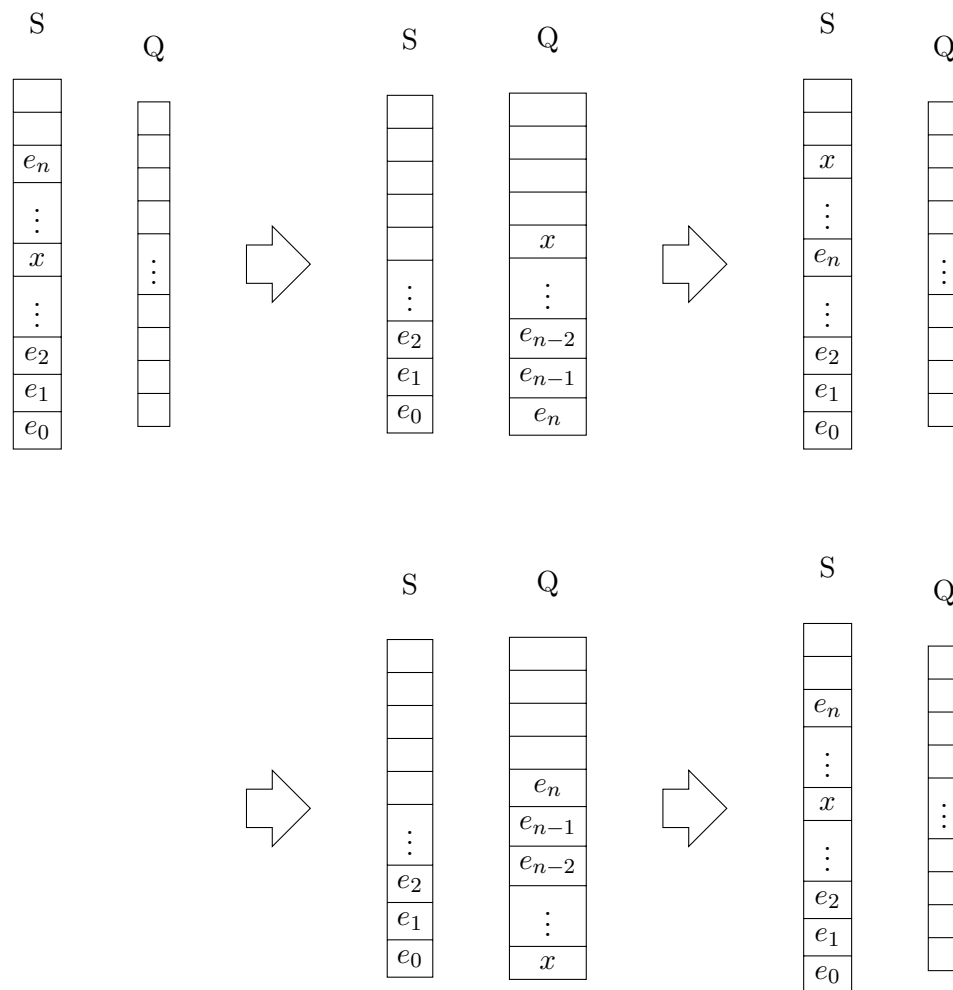 S Q S Q S Q
e_n x
⋮ ⋮ x ⋮
x ⋮ ⋮ e_n ⋮
⋮ ⋮ e_{n-2} ⋮
e_2 e_2 e_{n-1} e_2
e_1 e_1 e_n e_1
e_0 e_0 e_0
S Q S Q
e_n
⋮ e_n ⋮
x ⋮
⋮ e_{n-1} ⋮
e_2 e_{n-2} e_2
e_1 ⋮ e_1
e_0 x e_0